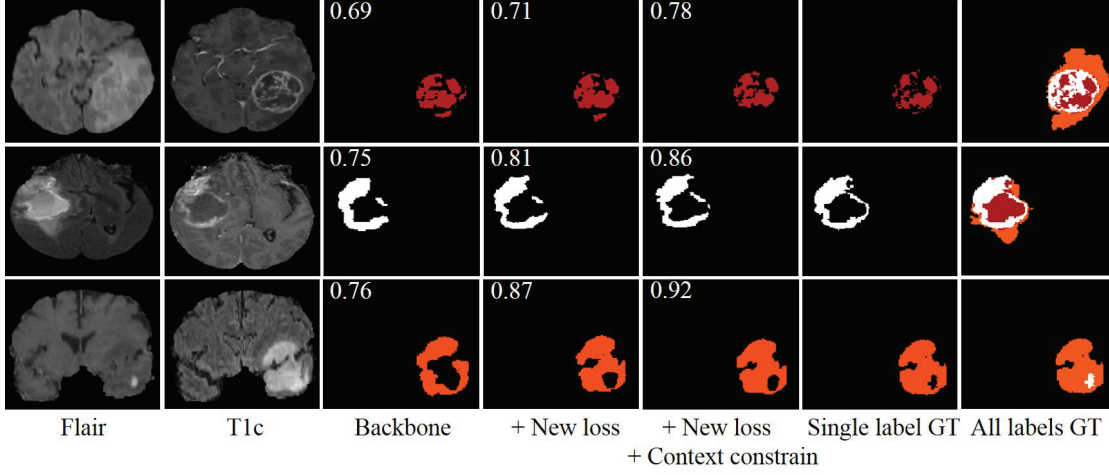 0.69 0.71 0.78
0.75 0.81 0.86
0.76 0.87 0.92
Flair T1c Backbone + New loss + New loss Single label GT All labels GT
+ Context constrain